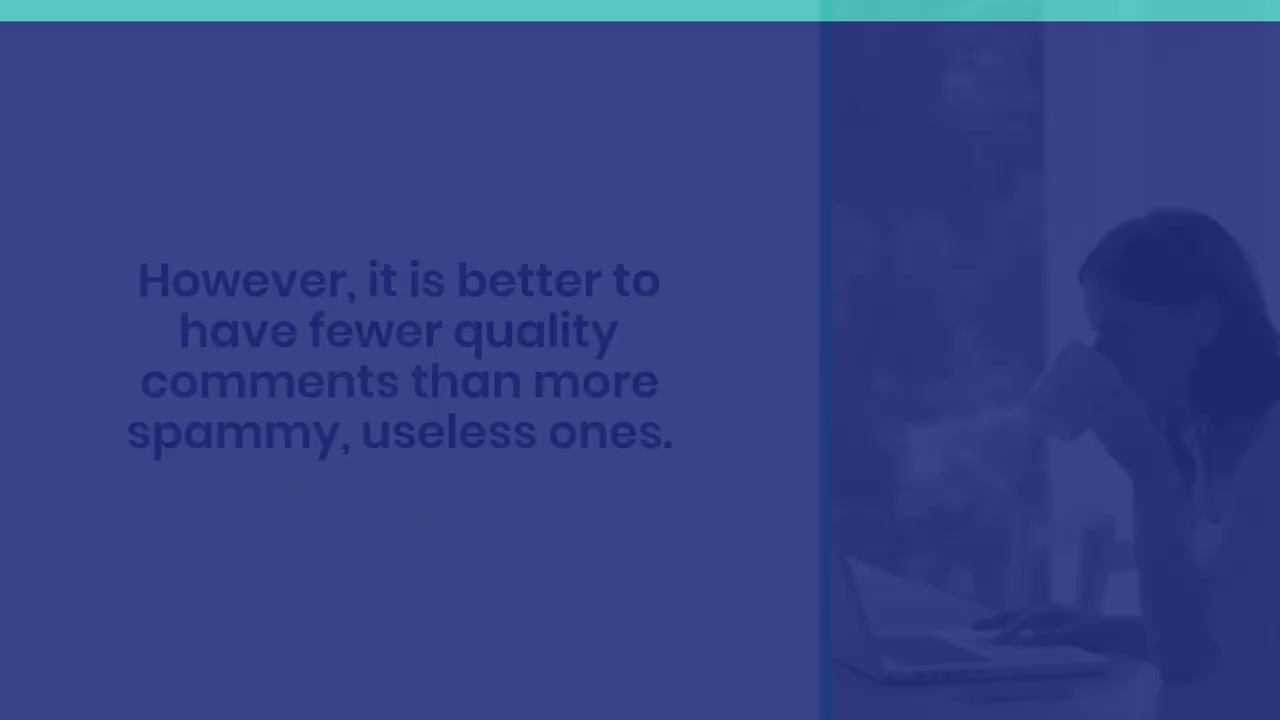 However, it is better to
have fewer quality
comments than more
spammy, useless ones.